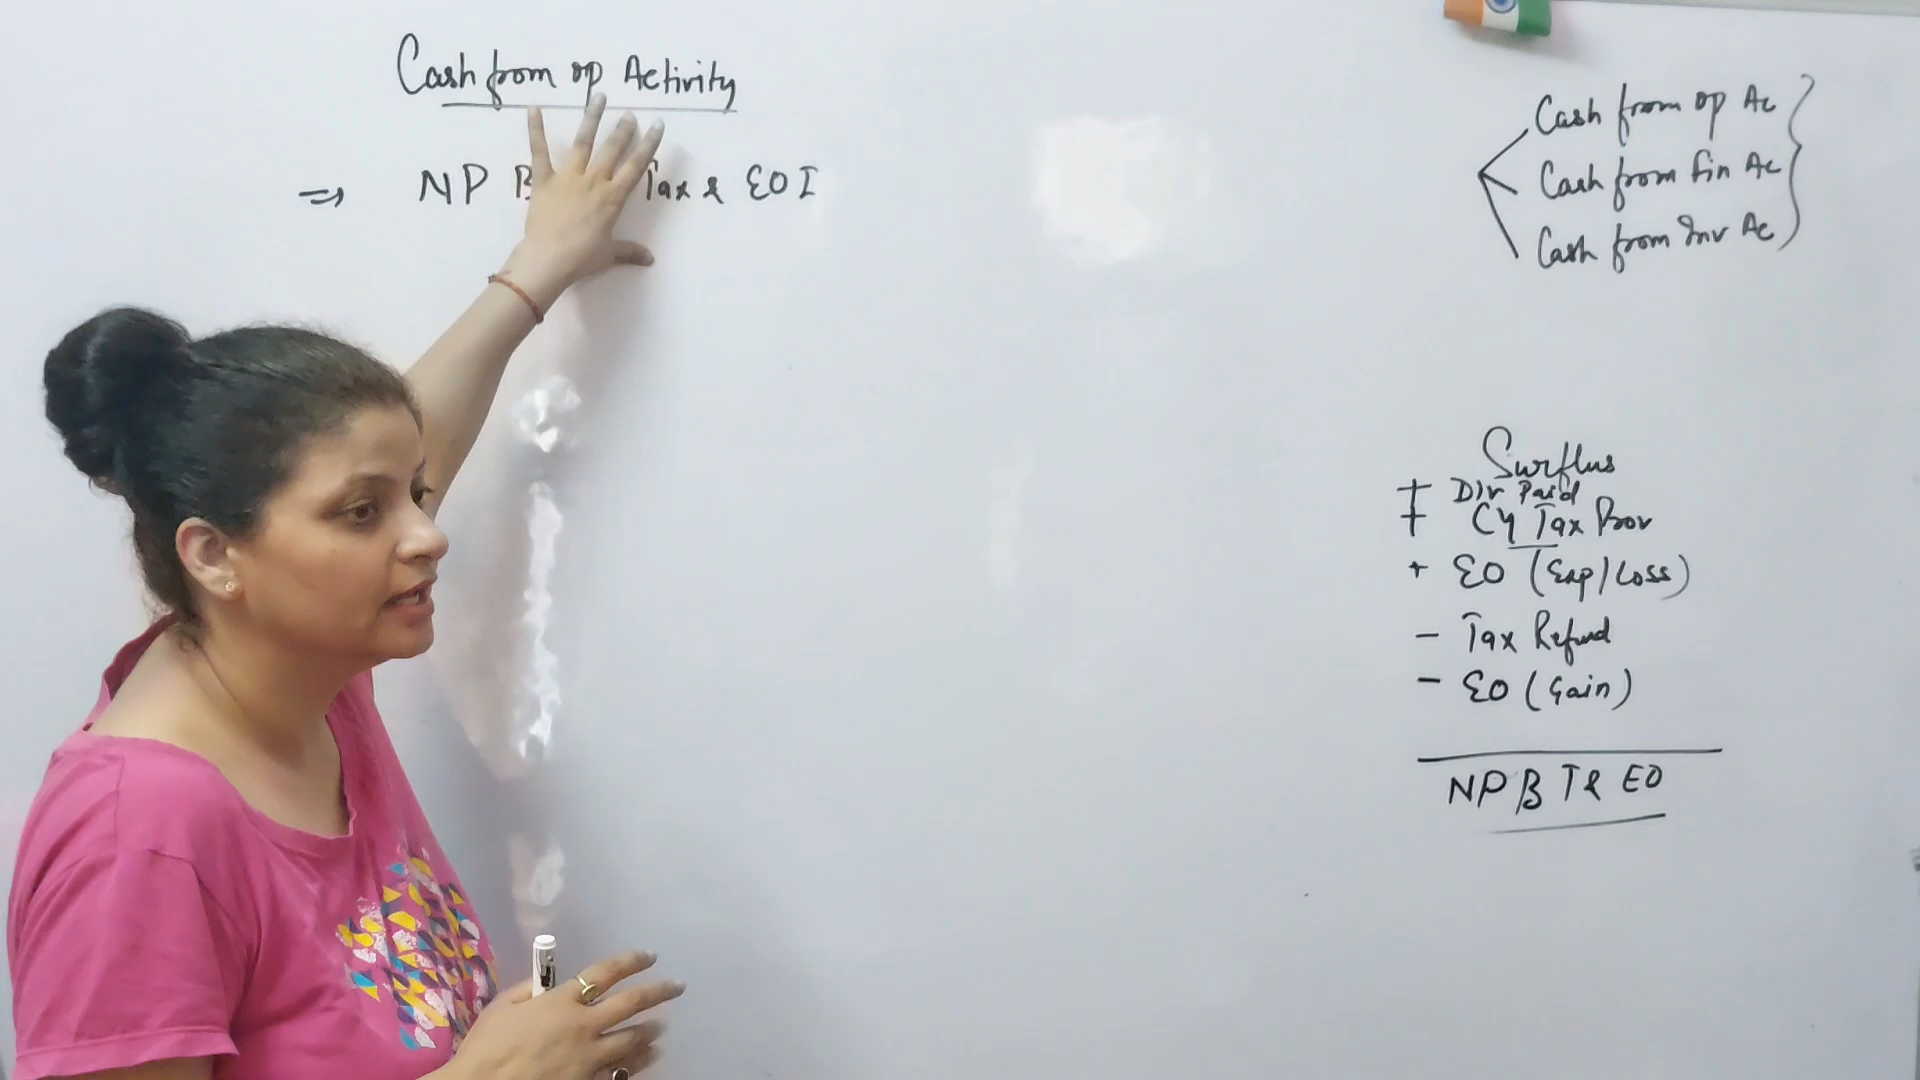 Cash from op Activity
⇒ NP B Tax & EOI
Cash from op Ac
Cash from fin Ac
Cash from Inv Ac
Surplus
+ Div Paid
+ CY Tax Prov
+ EO (Exp/Loss)
- Tax Refund
- EO (Gain)
NP B T & EO